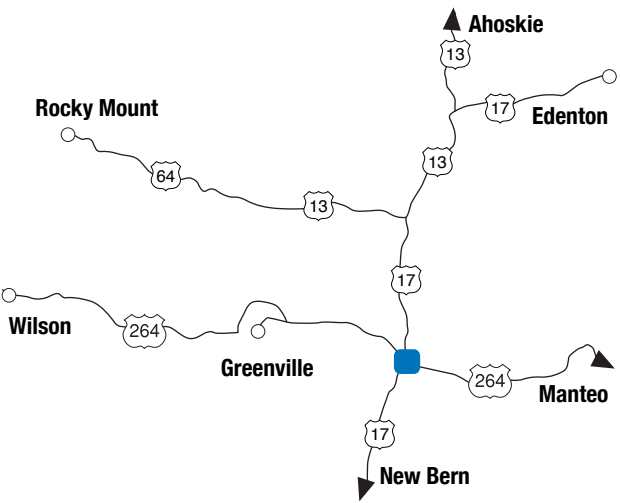 Ahoskie
13
Rocky Mount
17
Edenton
13
64
13
17
Wilson
264
Greenville
264
Manteo
17
New Bern